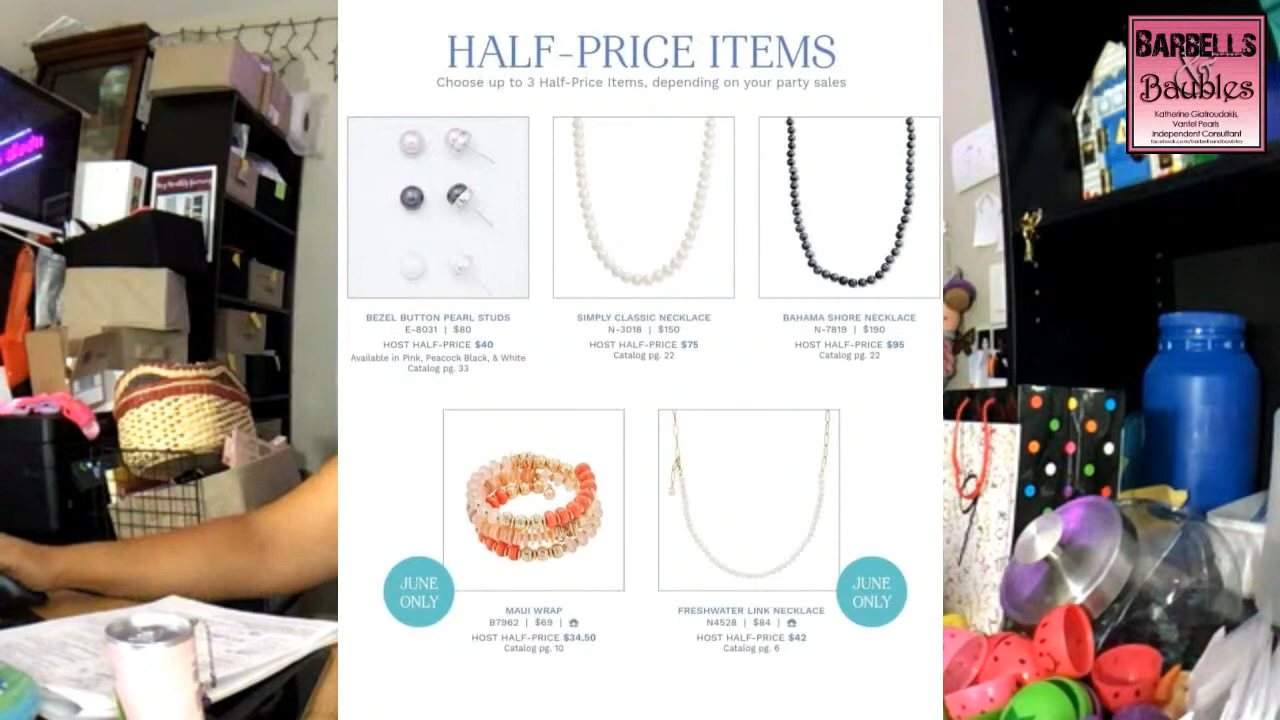 HALF-PRICE ITEMS
Choose up to 3 Half-Price Items, depending on your party sales
BEZEL BUTTON PEARL STUDS
E-8031 | $80
HOST HALF-PRICE $40
Available in Pink, Peacock Black, & White
Catalog pg. 33
SIMPLY CLASSIC NECKLACE
N-3018 | $150
HOST HALF-PRICE $75
Catalog pg. 22
BAHAMA SHORE NECKLACE
N-7819 | $190
HOST HALF-PRICE $95
Catalog pg. 22
JUNE
ONLY
MAUI WRAP
B7962 | $69 |
HOST HALF-PRICE $34.50
Catalog pg. 10
FRESHWATER LINK NECKLACE
N4528 | $84 |
HOST HALF-PRICE $42
Catalog pg. 6
JUNE
ONLY
BARBELLS
&
Baubles
Katherine Giatroudakis,
Vantel Pearls
Independent Consultant
facebook.com/barbellsandbaubles